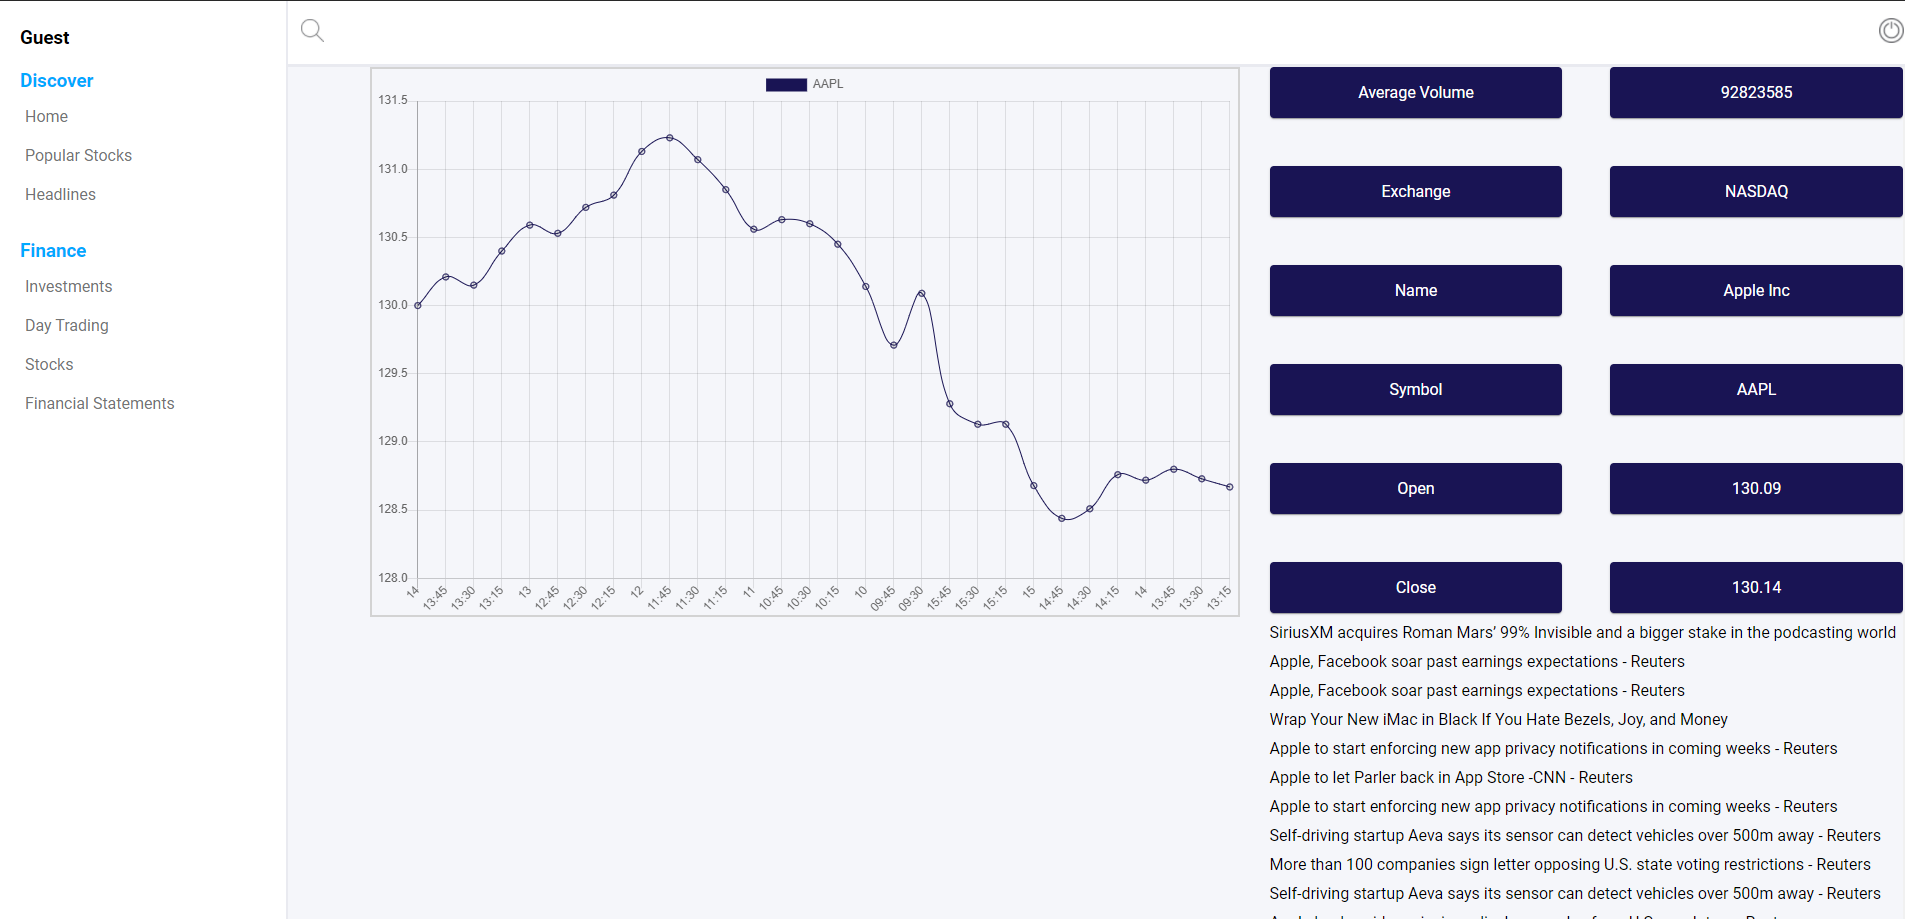 Guest
Discover
Home
Popular Stocks
Headlines
Finance
Investments
Day Trading
Stocks
Financial Statements
AAPL
131.5
131.0
130.5
130.0
129.5
129.0
128.5
128.0
14
13:45
13:30
13:15
13
12:45
12:30
12:15
12
11:45
11:30
11:15
11
10:45
10:30
10:15
10
09:45
09:30
15:45
15:30
15:15
15
14:45
14:30
14:15
14
13:45
13:30
13:15
Average Volume 92823585
Exchange NASDAQ
Name Apple Inc
Symbol AAPL
Open 130.09
Close 130.14
SiriusXM acquires Roman Mars’ 99% Invisible and a bigger stake in the podcasting world
Apple, Facebook soar past earnings expectations - Reuters
Apple, Facebook soar past earnings expectations - Reuters
Wrap Your New iMac in Black If You Hate Bezels, Joy, and Money
Apple to start enforcing new app privacy notifications in coming weeks - Reuters
Apple to let Parler back in App Store -CNN - Reuters
Apple to start enforcing new app privacy notifications in coming weeks - Reuters
Self-driving startup Aeva says its sensor can detect vehicles over 500m away - Reuters
More than 100 companies sign letter opposing U.S. state voting restrictions - Reuters
Self-driving startup Aeva says its sensor can detect vehicles over 500m away - Reuters